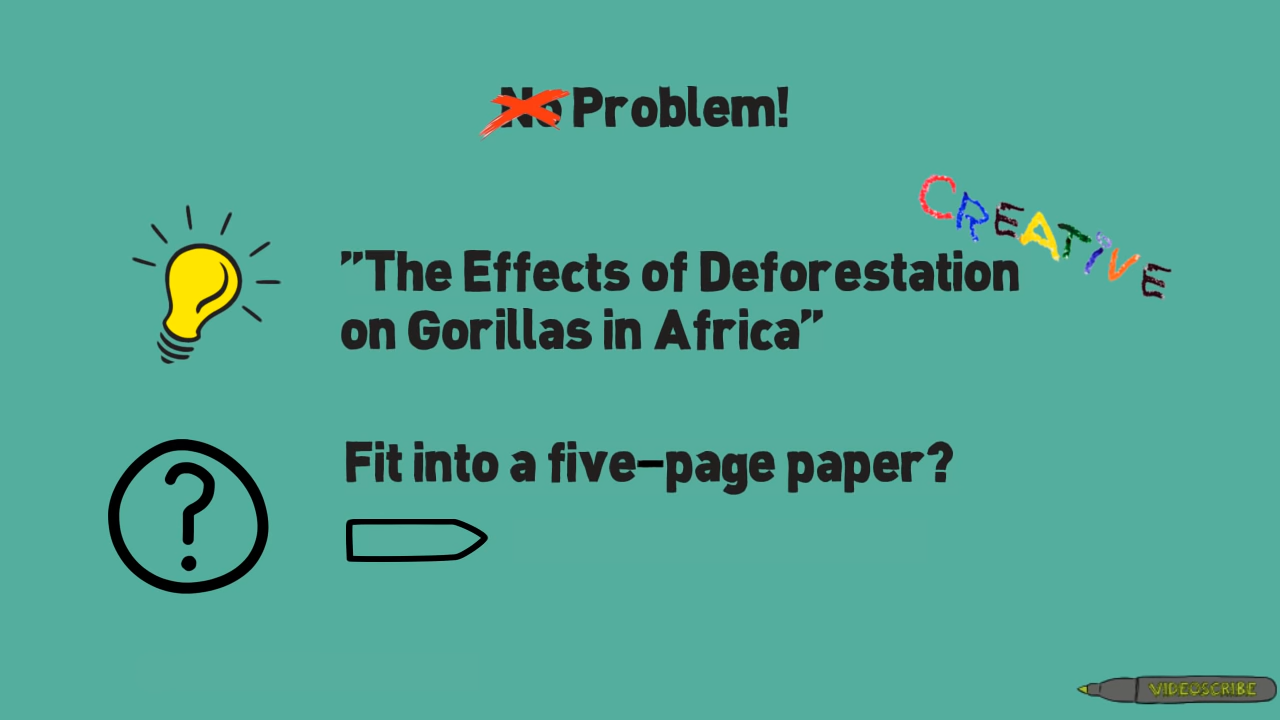 No Problem!
CREATIVE
”The Effects of Deforestation
on Gorillas in Africa”
?
Fit into a five-page paper?
VIDEOSCRIBE